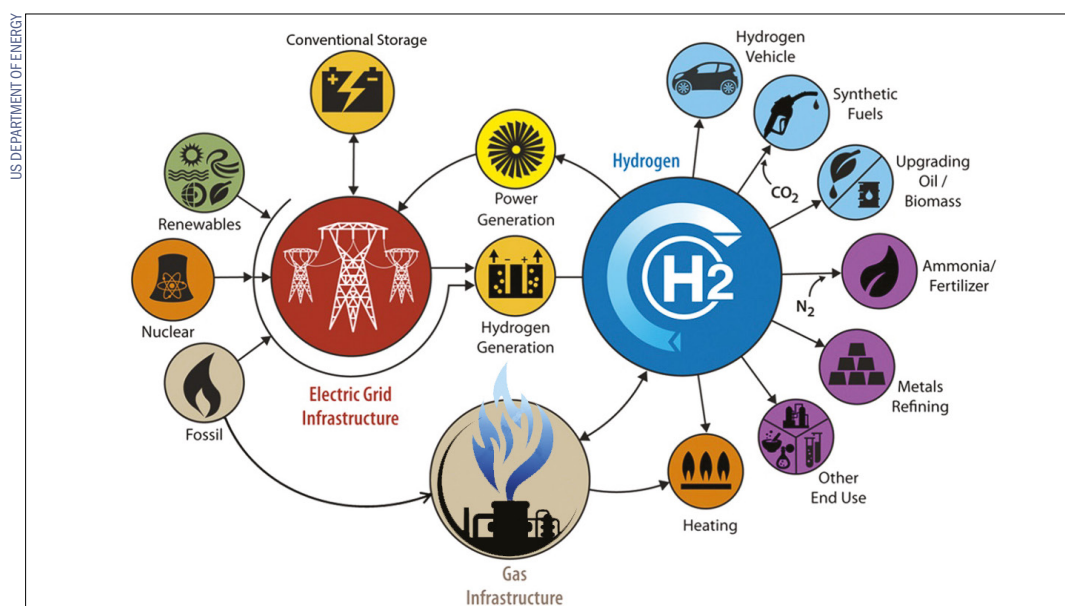 US DEPARTMENT OF ENERGY
Conventional Storage
Hydrogen
Vehicle
Synthetic
Fuels
CO2
Upgrading
Oil /
Biomass
Renewables
Power
Generation
Hydrogen
H2
Nuclear
Hydrogen
Generation
N2
Ammonia/
Fertilizer
Fossil
Electric Grid
Infrastructure
Metals
Refining
Other
End Use
Heating
Gas
Infrastructure